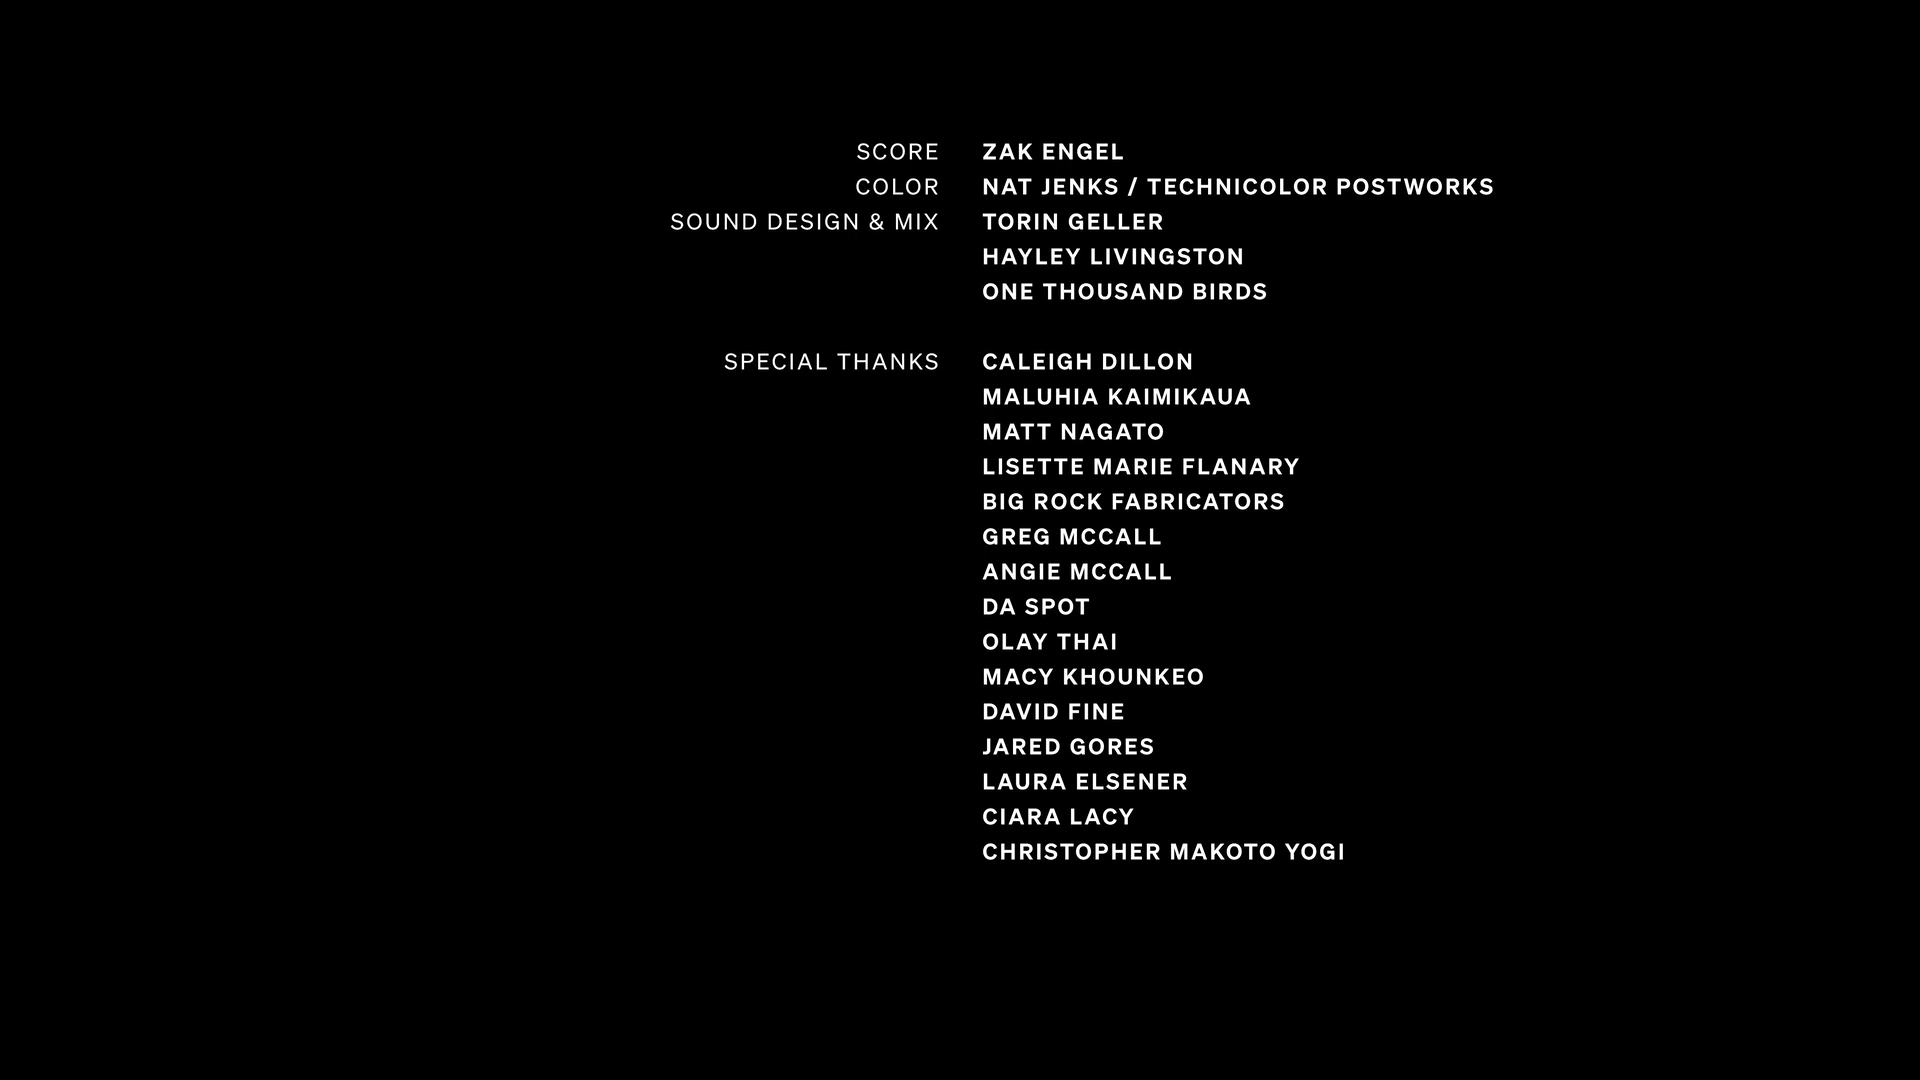 SCORE ZAK ENGEL
COLOR NAT JENKS / TECHNICOLOR POSTWORKS
SOUND DESIGN & MIX TORIN GELLER
HAYLEY LIVINGSTON
ONE THOUSAND BIRDS
SPECIAL THANKS CALEIGH DILLON
MALUHIA KAIMIKAUA
MATT NAGATO
LISETTE MARIE FLANARY
BIG ROCK FABRICATORS
GREG MCCALL
ANGIE MCCALL
DA SPOT
OLAY THAI
MACY KHOUNKEO
DAVID FINE
JARED GORES
LAURA ELSENER
CIARA LACY
CHRISTOPHER MAKOTO YOGI